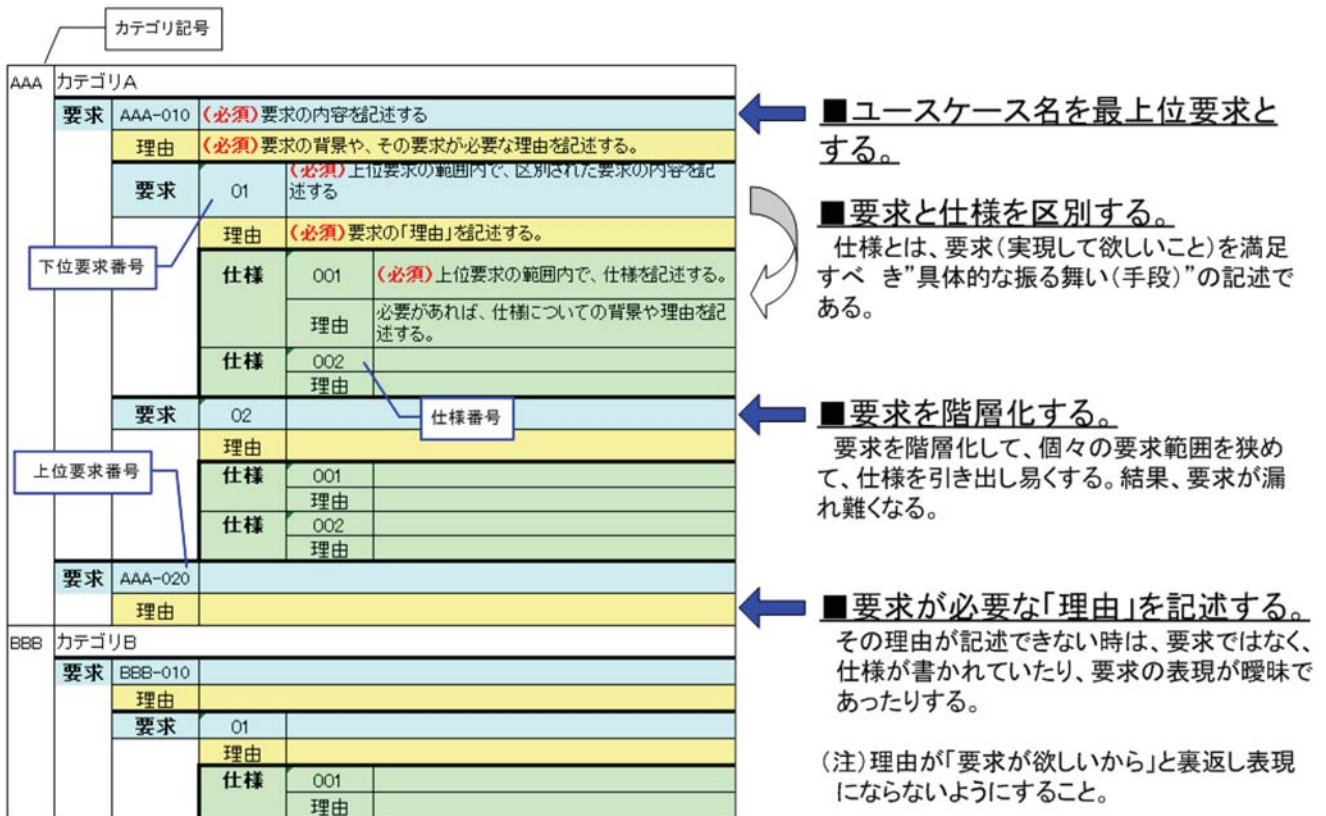 カテゴリ記号
AAA カテゴリA
要求 AAA-010 (必須)要求の内容を記述する
理由 (必須)要求の背景や、その要求が必要な理由を記述する。
要求 01 (必須)上位要求の範囲内で、区別された要求の内容を記
述する
理由 (必須)要求の「理由」を記述する。
下位要求番号
仕様 001 (必須)上位要求の範囲内で、仕様を記述する。
理由 必要があれば、仕様についての背景や理由を記
述する。
仕様 002
理由
要求 02
仕様番号
理由
上位要求番号
仕様 001
理由
仕様 002
理由
要求 AAA-020
理由
BBB カテゴリB
要求 BBB-010
理由
要求 01
理由
仕様 001
理由
■ユースケース名を最上位要求と
する。
■要求と仕様を区別する。
仕様とは、要求(実現して欲しいこと)を満足
すべ き”具体的な振る舞い(手段)”の記述で
ある。
■要求を階層化する。
要求を階層化して、個々の要求範囲を狭め
て、仕様を引き出し易くする。結果、要求が漏
れ難くなる。
■要求が必要な「理由」を記述する。
その理由が記述できない時は、要求ではなく、
仕様が書かれていたり、要求の表現が曖昧で
あったりする。
(注)理由が「要求が欲しいから」と裏返し表現
にならないようにすること。